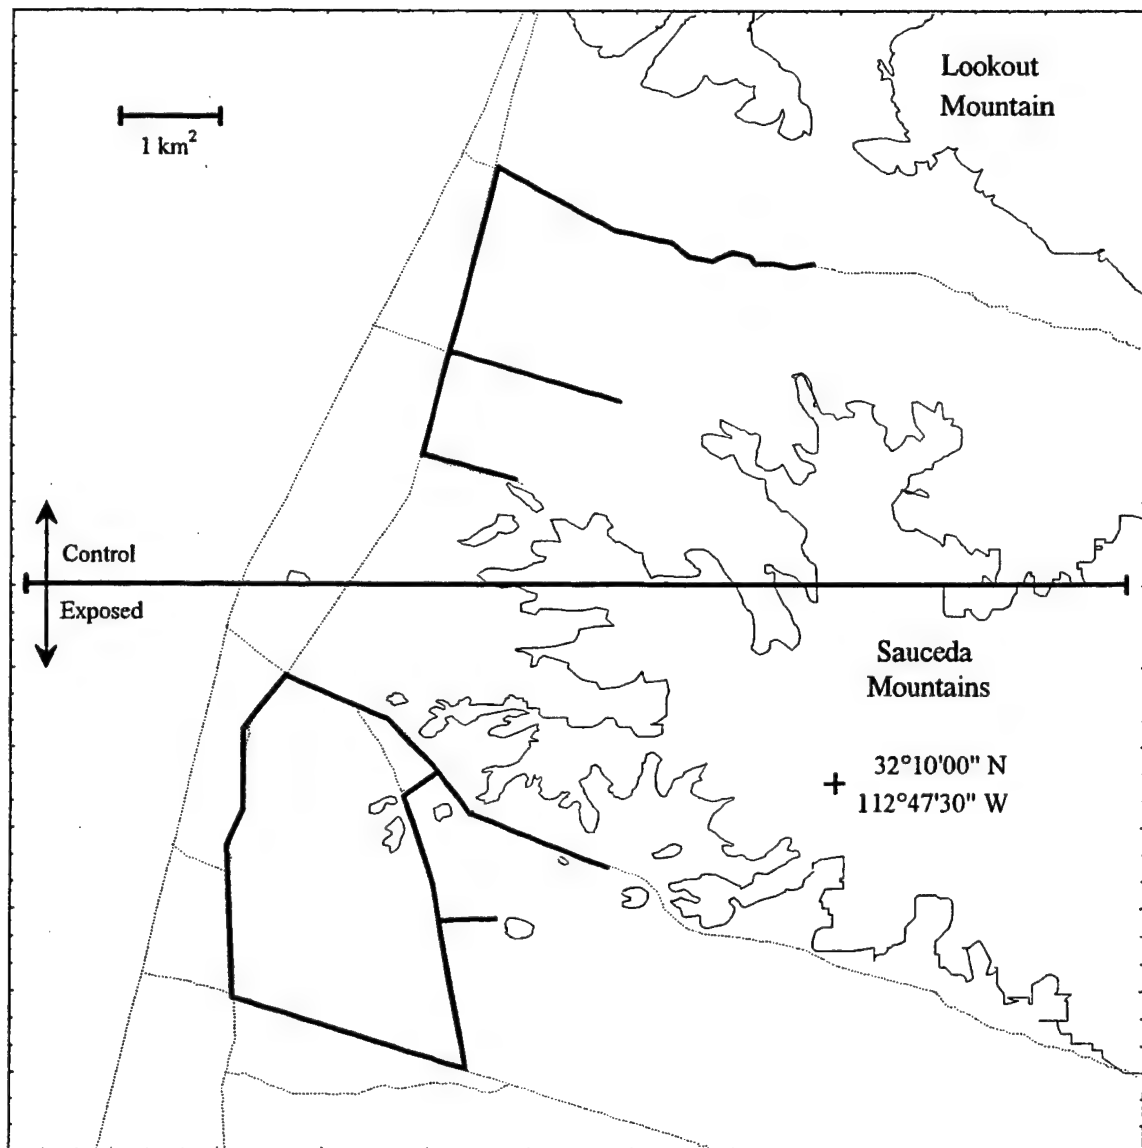 Lookout
Mountain
1 km²
Control
Exposed
Sauceda
Mountains
32°10'00" N
112°47'30" W